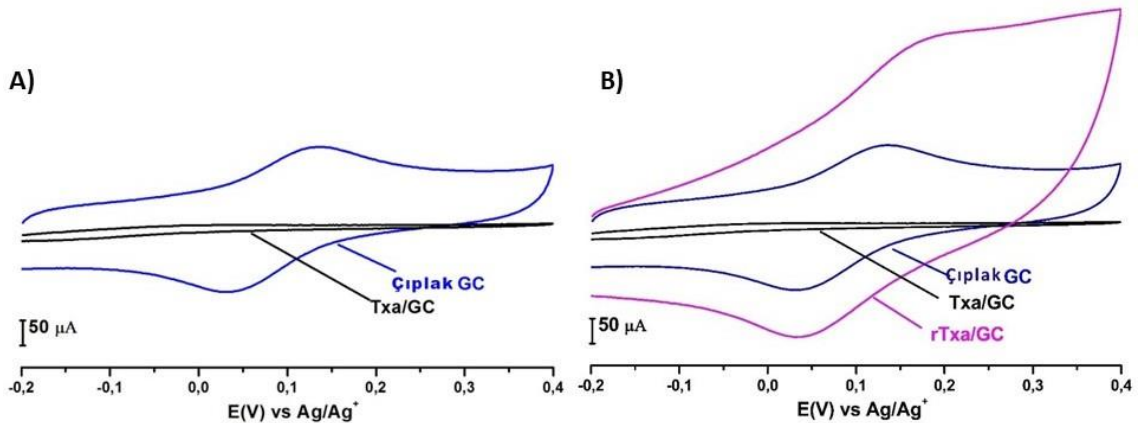 A)
Çıplak GC
Txa/GC
50 µA
-0,2 -0,1 0,0 0,1 0,2 0,3 0,4
E(V) vs Ag/Ag+
B)
Çıplak GC
Txa/GC
rTxa/GC
50 µA
-0,2 -0,1 0,0 0,1 0,2 0,3 0,4
E(V) vs Ag/Ag+